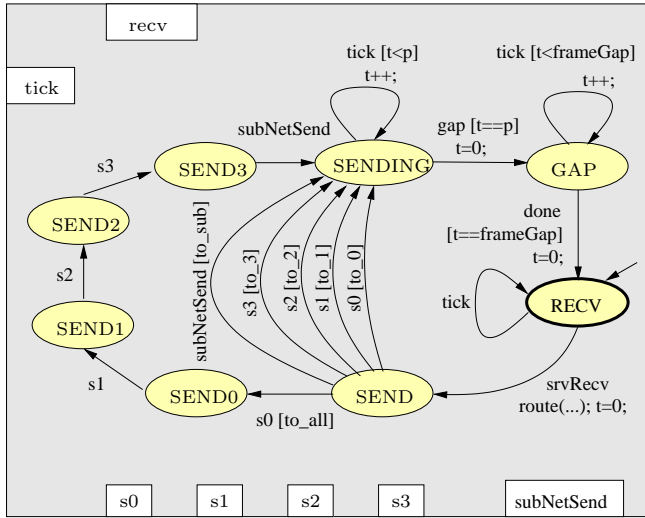 recv
tick
tick [t<p]
t++;
tick [t<frameGap]
t++;
subNetSend
gap [t==p]
t=0;
s3
SEND3
SENDING
GAP
SEND2
done
[t==frameGap]
t=0;
s2
subNetSend [to_sub]
s3 [to_3]
s2 [to_2]
s1 [to_1]
s0 [to_0]
tick
RECV
SEND1
s1
SEND0
SEND
s0 [to_all]
srvRecv
route(...); t=0;
s0
s1
s2
s3
subNetSend